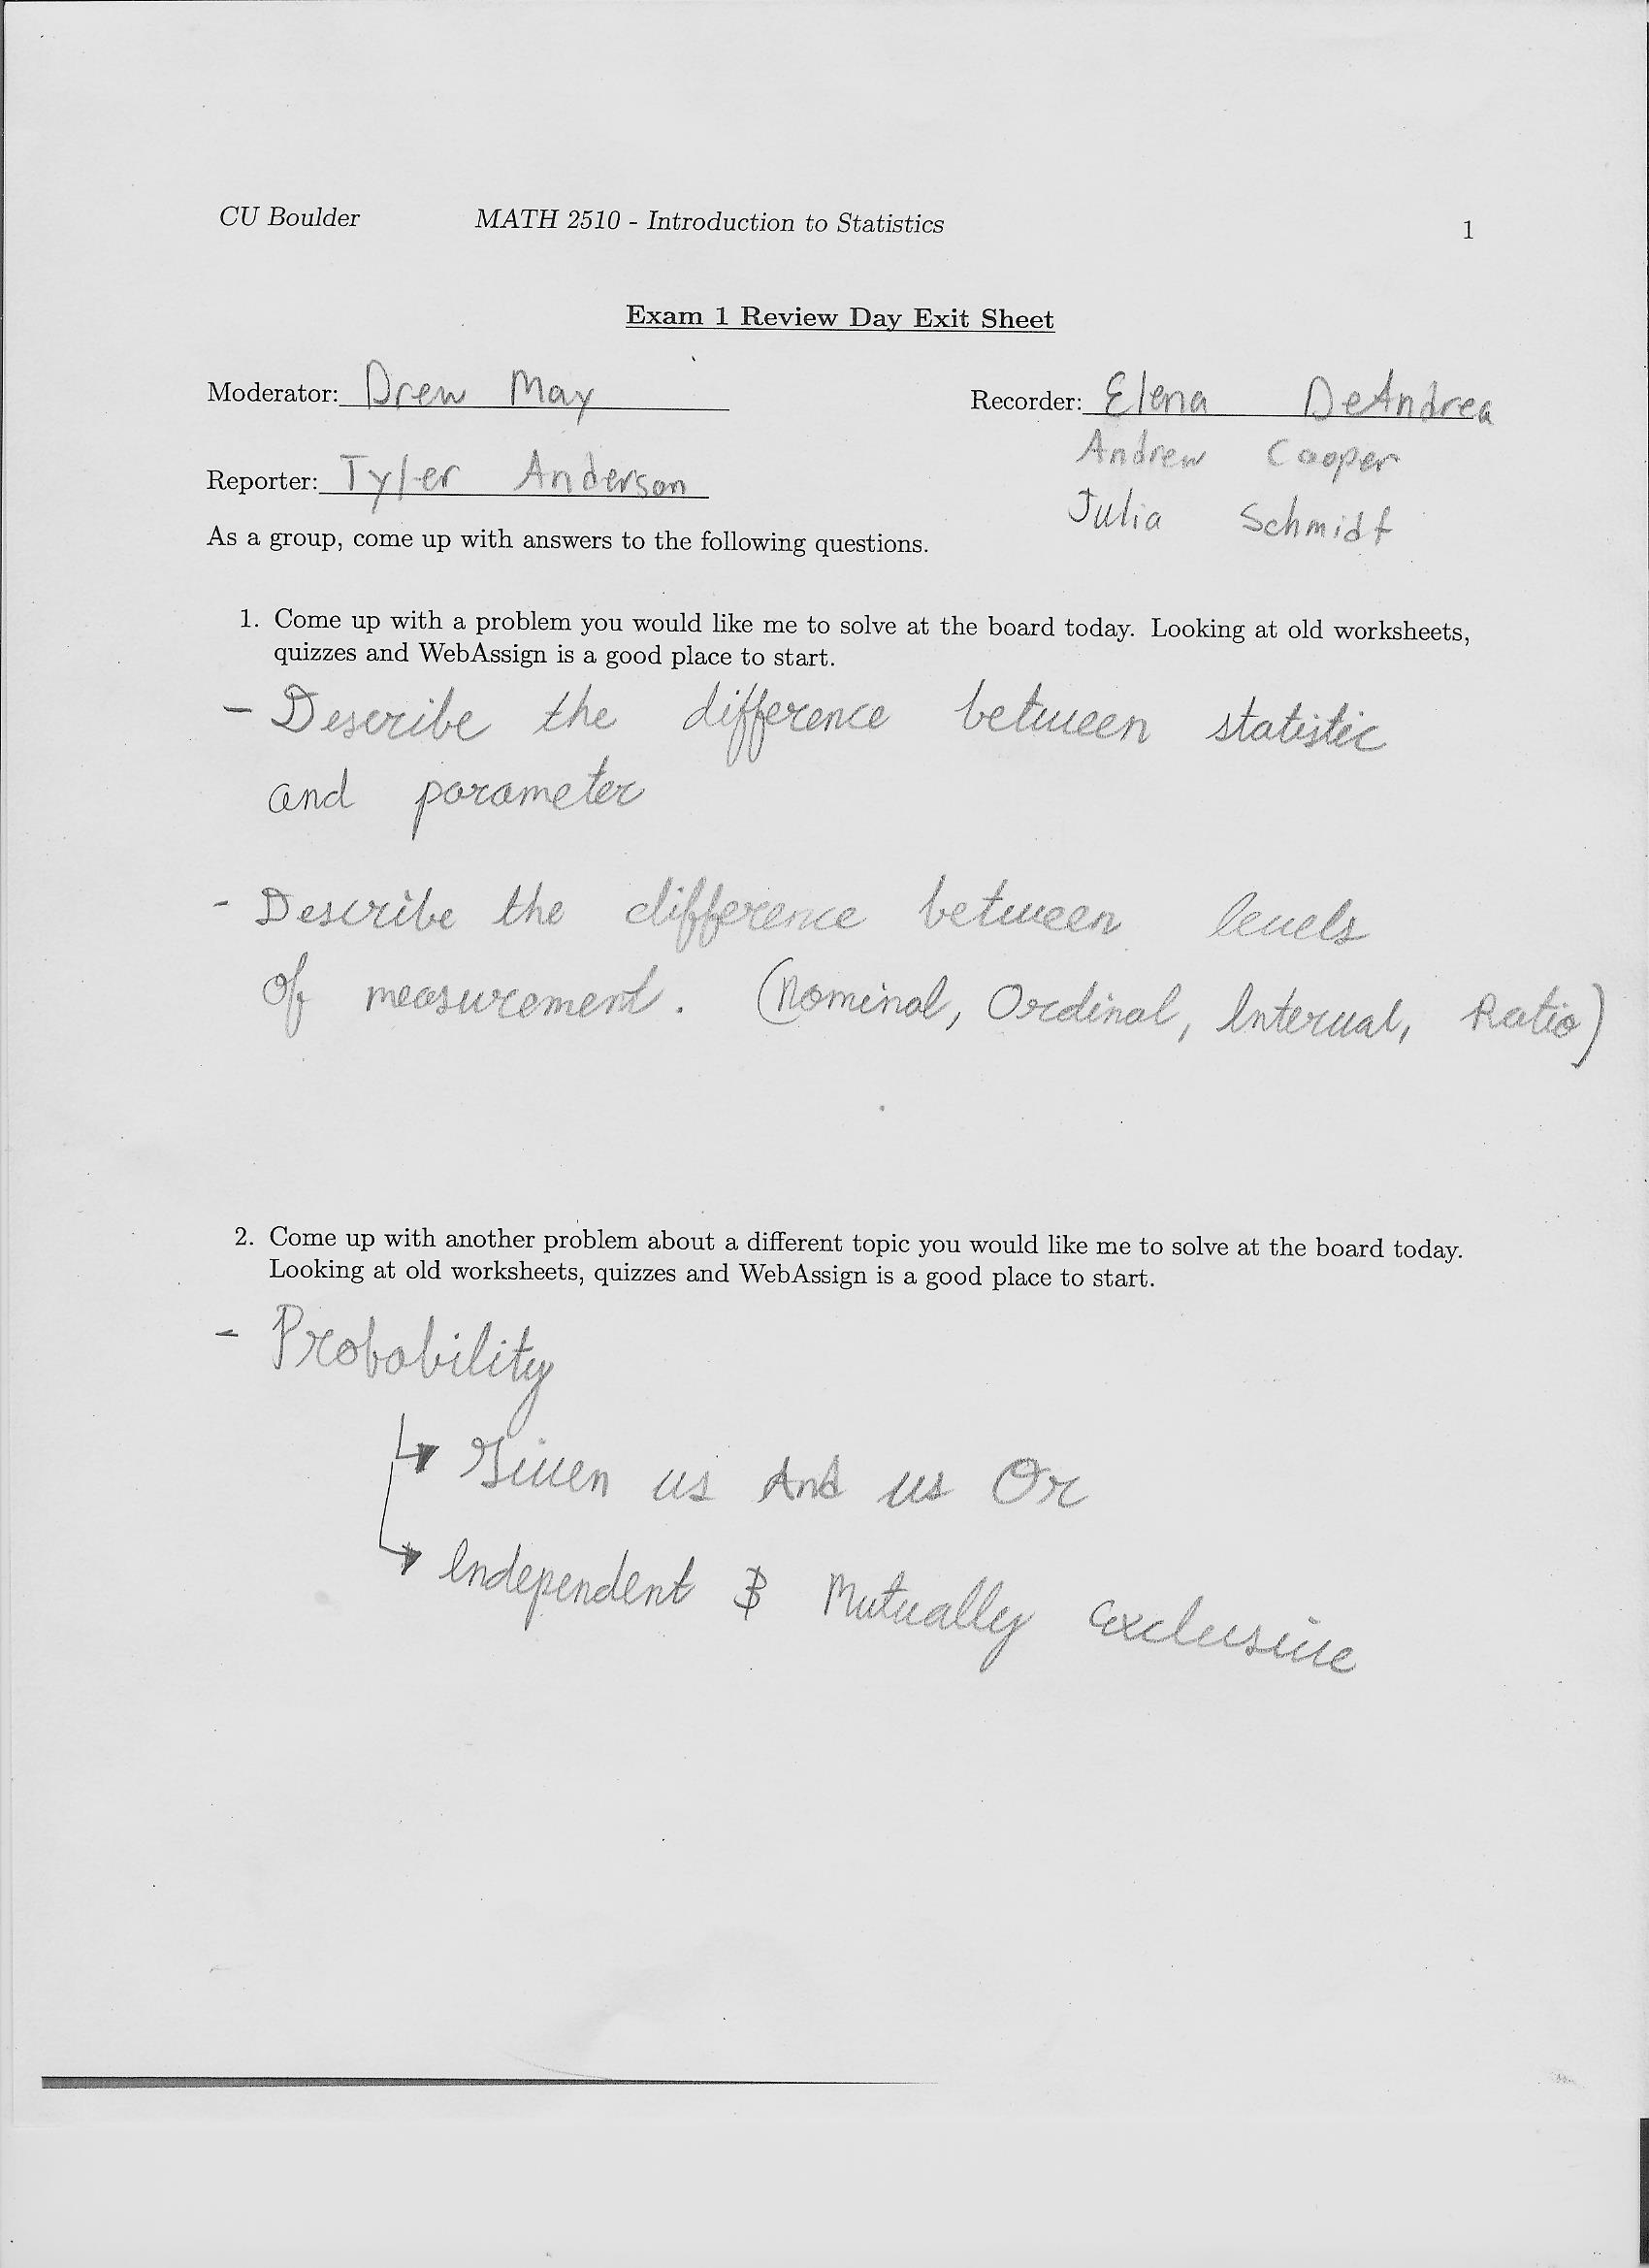 CU Boulder MATH 2510 - Introduction to Statistics 1
Exam 1 Review Day Exit Sheet
Moderator: Drew May Recorder: Elena DeAndrea
Andrew Cooper
Reporter: Tyler Anderson
Julia Schmidt
As a group, come up with answers to the following questions.
1. Come up with a problem you would like me to solve at the board today. Looking at old worksheets,
quizzes and WebAssign is a good place to start.
- Describe the difference between statistic
and parameter
- Describe the difference between levels
of measurement. (Nominal, Ordinal, Interval, Ratio)
2. Come up with another problem about a different topic you would like me to solve at the board today.
Looking at old worksheets, quizzes and WebAssign is a good place to start.
- Probability
↳ Given vs And vs Or
↳ Independent & Mutually exclusive